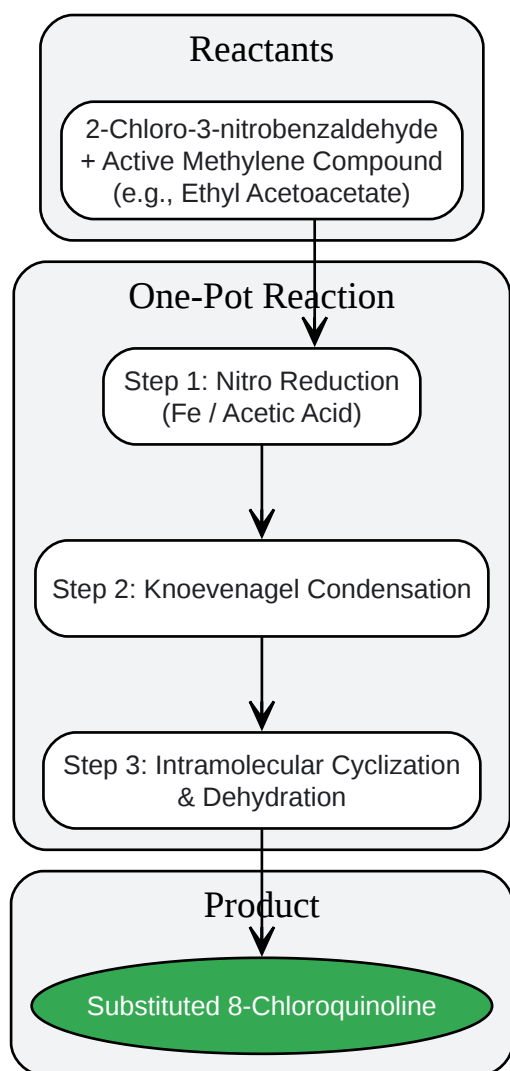 Reactants
2-Chloro-3-nitrobenzaldehyde
+ Active Methylene Compound
(e.g., Ethyl Acetoacetate)
One-Pot Reaction
Step 1: Nitro Reduction
(Fe / Acetic Acid)
Step 2: Knoevenagel Condensation
Step 3: Intramolecular Cyclization
& Dehydration
Product
Substituted 8-Chloroquinoline